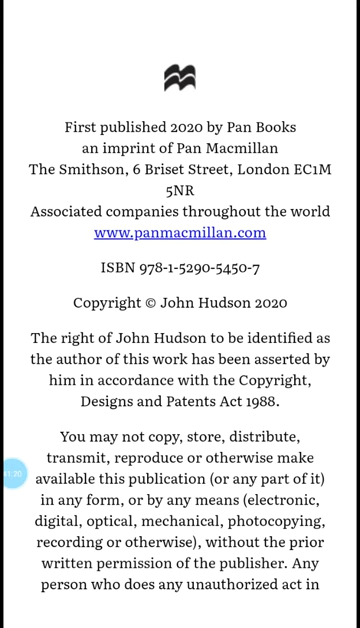 First published 2020 by Pan Books
an imprint of Pan Macmillan
The Smithson, 6 Briset Street, London EC1M
5NR
Associated companies throughout the world
www.panmacmillan.com
ISBN 978-1-5290-5450-7
Copyright © John Hudson 2020
The right of John Hudson to be identified as
the author of this work has been asserted by
him in accordance with the Copyright,
Designs and Patents Act 1988.
You may not copy, store, distribute,
transmit, reproduce or otherwise make
available this publication (or any part of it)
in any form, or by any means (electronic,
digital, optical, mechanical, photocopying,
recording or otherwise), without the prior
written permission of the publisher. Any
person who does any unauthorized act in